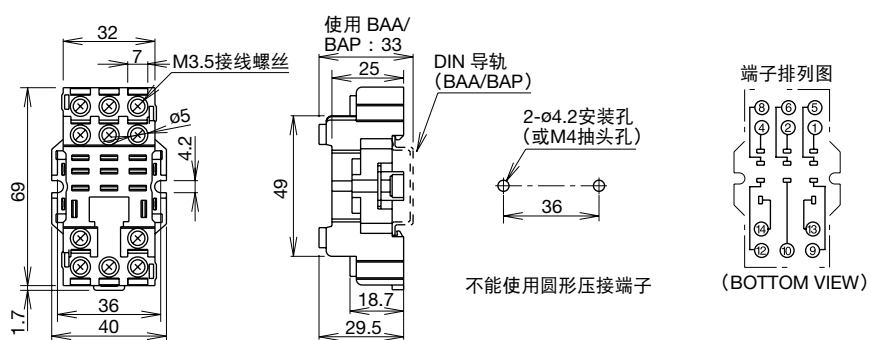 32
7
M3.5接线螺丝
ø5
4.2
69
1.7
36
40
使用 BAA/
BAP：33
25
DIN 导轨
（BAA/BAP）
49
18.7
29.5
2-ø4.2安装孔
（或M4抽头孔）
36
不能使用圆形压接端子
端子排列图
⑧ ⑥ ⑤
④ ② ①
⑭ ⑬
⑫ ⑩ ⑨
（BOTTOM VIEW）